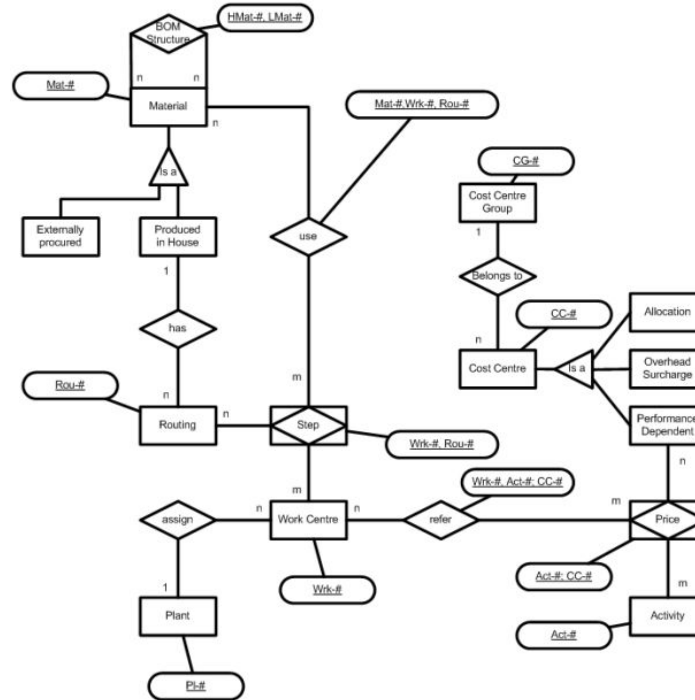 BOM
Structure
HMat-#, LMat-#
n
n
Mat-#
Material
n
Mat-#,Wrk-#, Rou-#
Is a
CG-#
Cost Centre
Group
Externally
procured
Produced
in House
use
1
1
Belongs to
CC-#
Allocation
has
n
Cost Centre
Is a
Overhead
Surcharge
Rou-#
m
n
Routing
n
Step
Performance
Dependent
Wrk-#, Rou-#
n
m
Wrk-#, Act-#; CC-#
assign
n
Work Centre
n
refer
m
Price
Wrk-#
Act-#; CC-#
1
m
Plant
Activity
Act-#
Pl-#